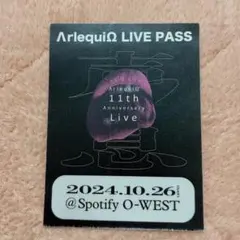 ΛrlequiΩ LIVE PASS
ΛrlequiΩ
11th
Anniversary
Live
2024.10.26
@Spotify O-WEST